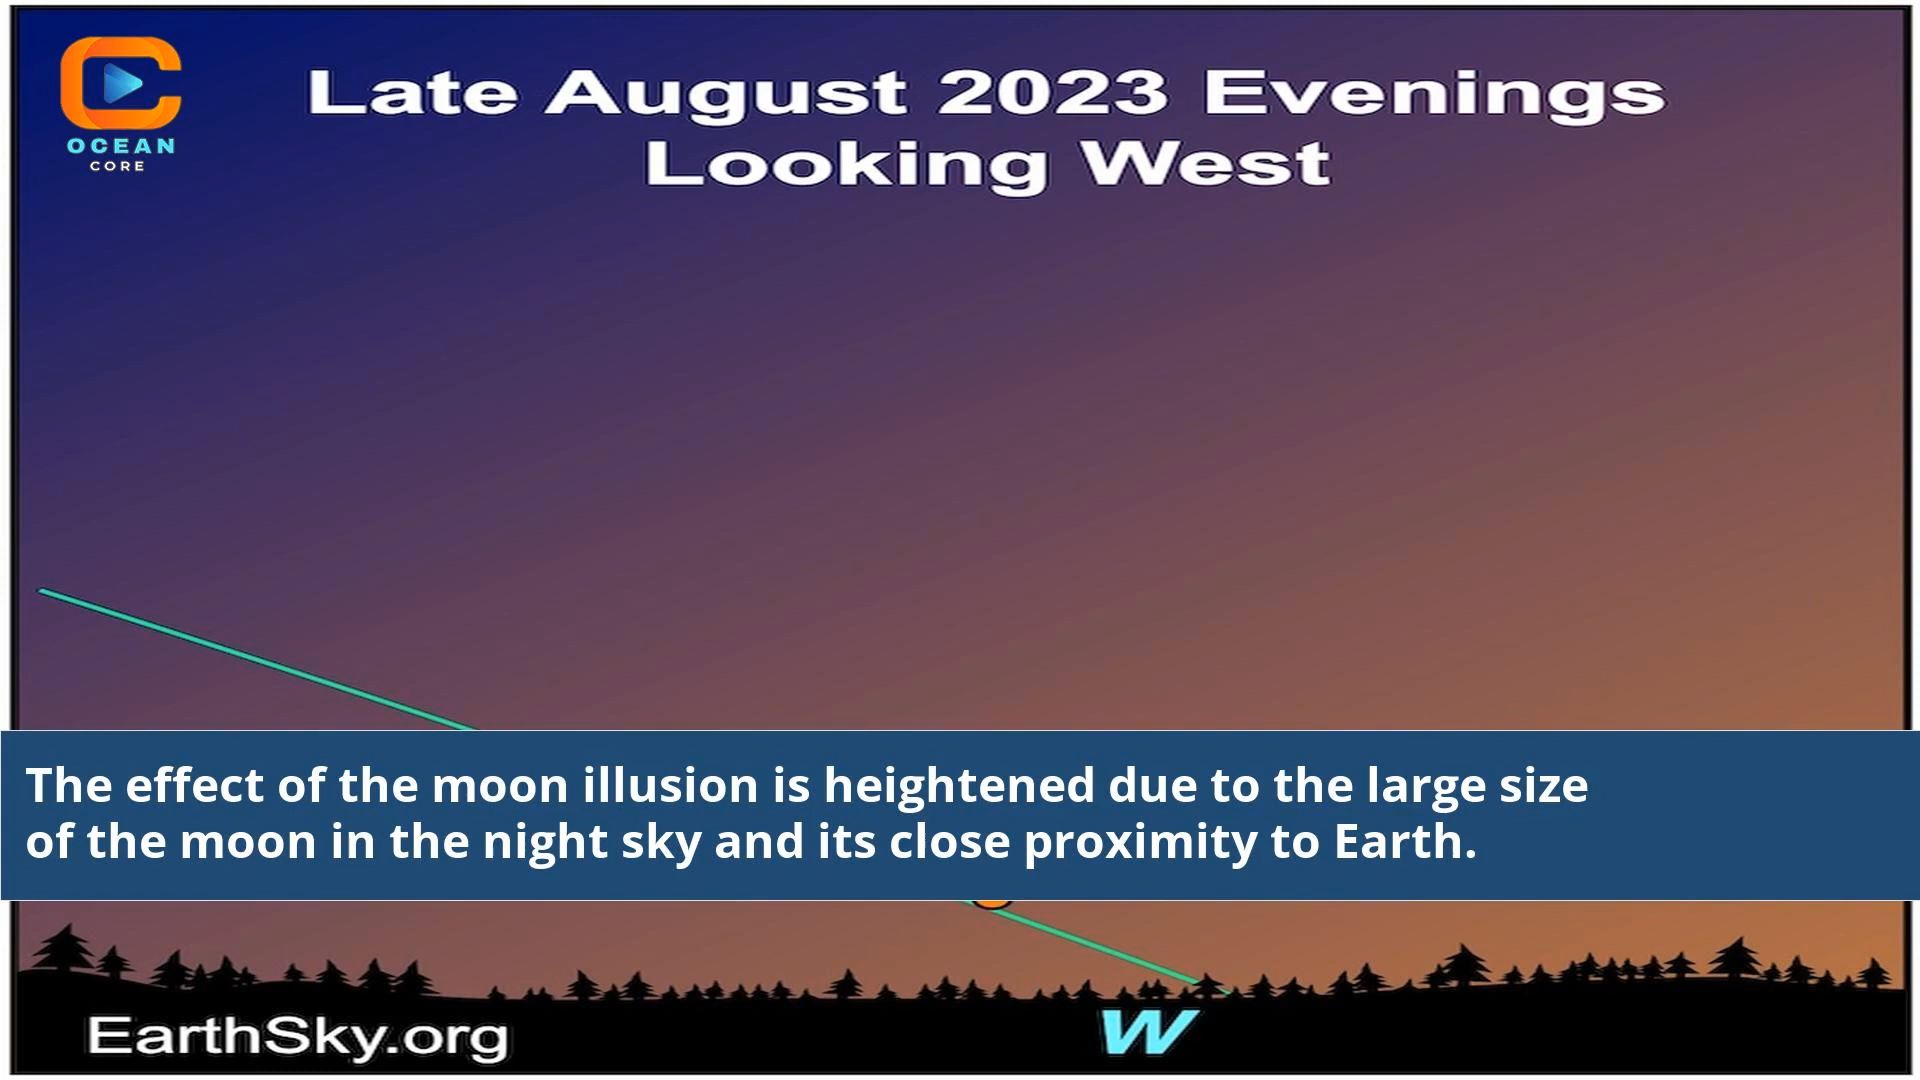 OCEAN
CORE
Late August 2023 Evenings
Looking West
The effect of the moon illusion is heightened due to the large size
of the moon in the night sky and its close proximity to Earth.
EarthSky.org
W